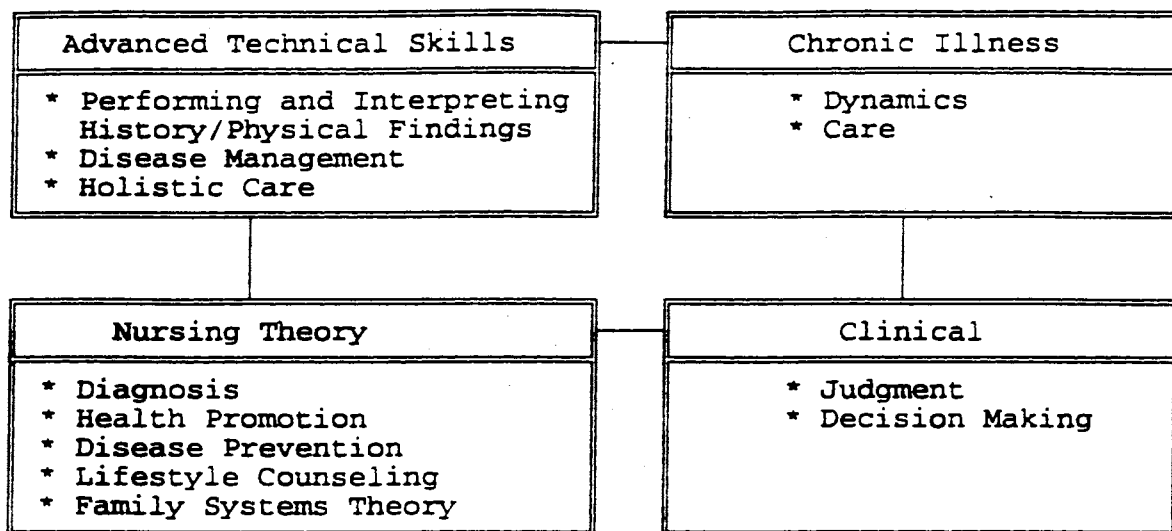 Advanced Technical Skills
* Performing and Interpreting
History/Physical Findings
* Disease Management
* Holistic Care
Chronic Illness
* Dynamics
* Care
Nursing Theory
* Diagnosis
* Health Promotion
* Disease Prevention
* Lifestyle Counseling
* Family Systems Theory
Clinical
* Judgment
* Decision Making